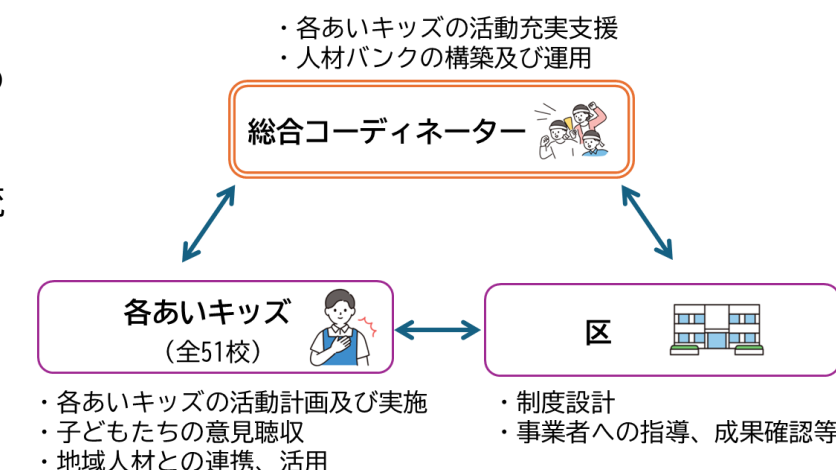 ・各あいキッズの活動充実支援
・人材バンクの構築及び運用
総合コーディネーター
各あいキッズ
（全51校）
区
・各あいキッズの活動計画及び実施
・子どもたちの意見聴収
・地域人材との連携、活用
・制度設計
・事業者への指導、成果確認等